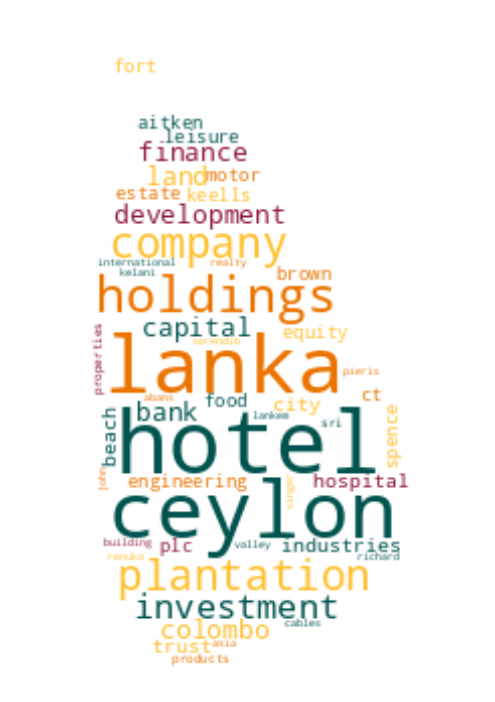 fort
aitken
leisure
finance
land motor
estate keells
development
company
international realty
kelani brown
holdings
capital equity
properties
serendib
lanka
pieris
abans ct
food city
bank
beach
lankem
sri
spence
hotel
john
engineering
singer
hospital
ceylon
building plc valley industries
renuka richard
plantation
investment
cables
colombo
trust asia
products